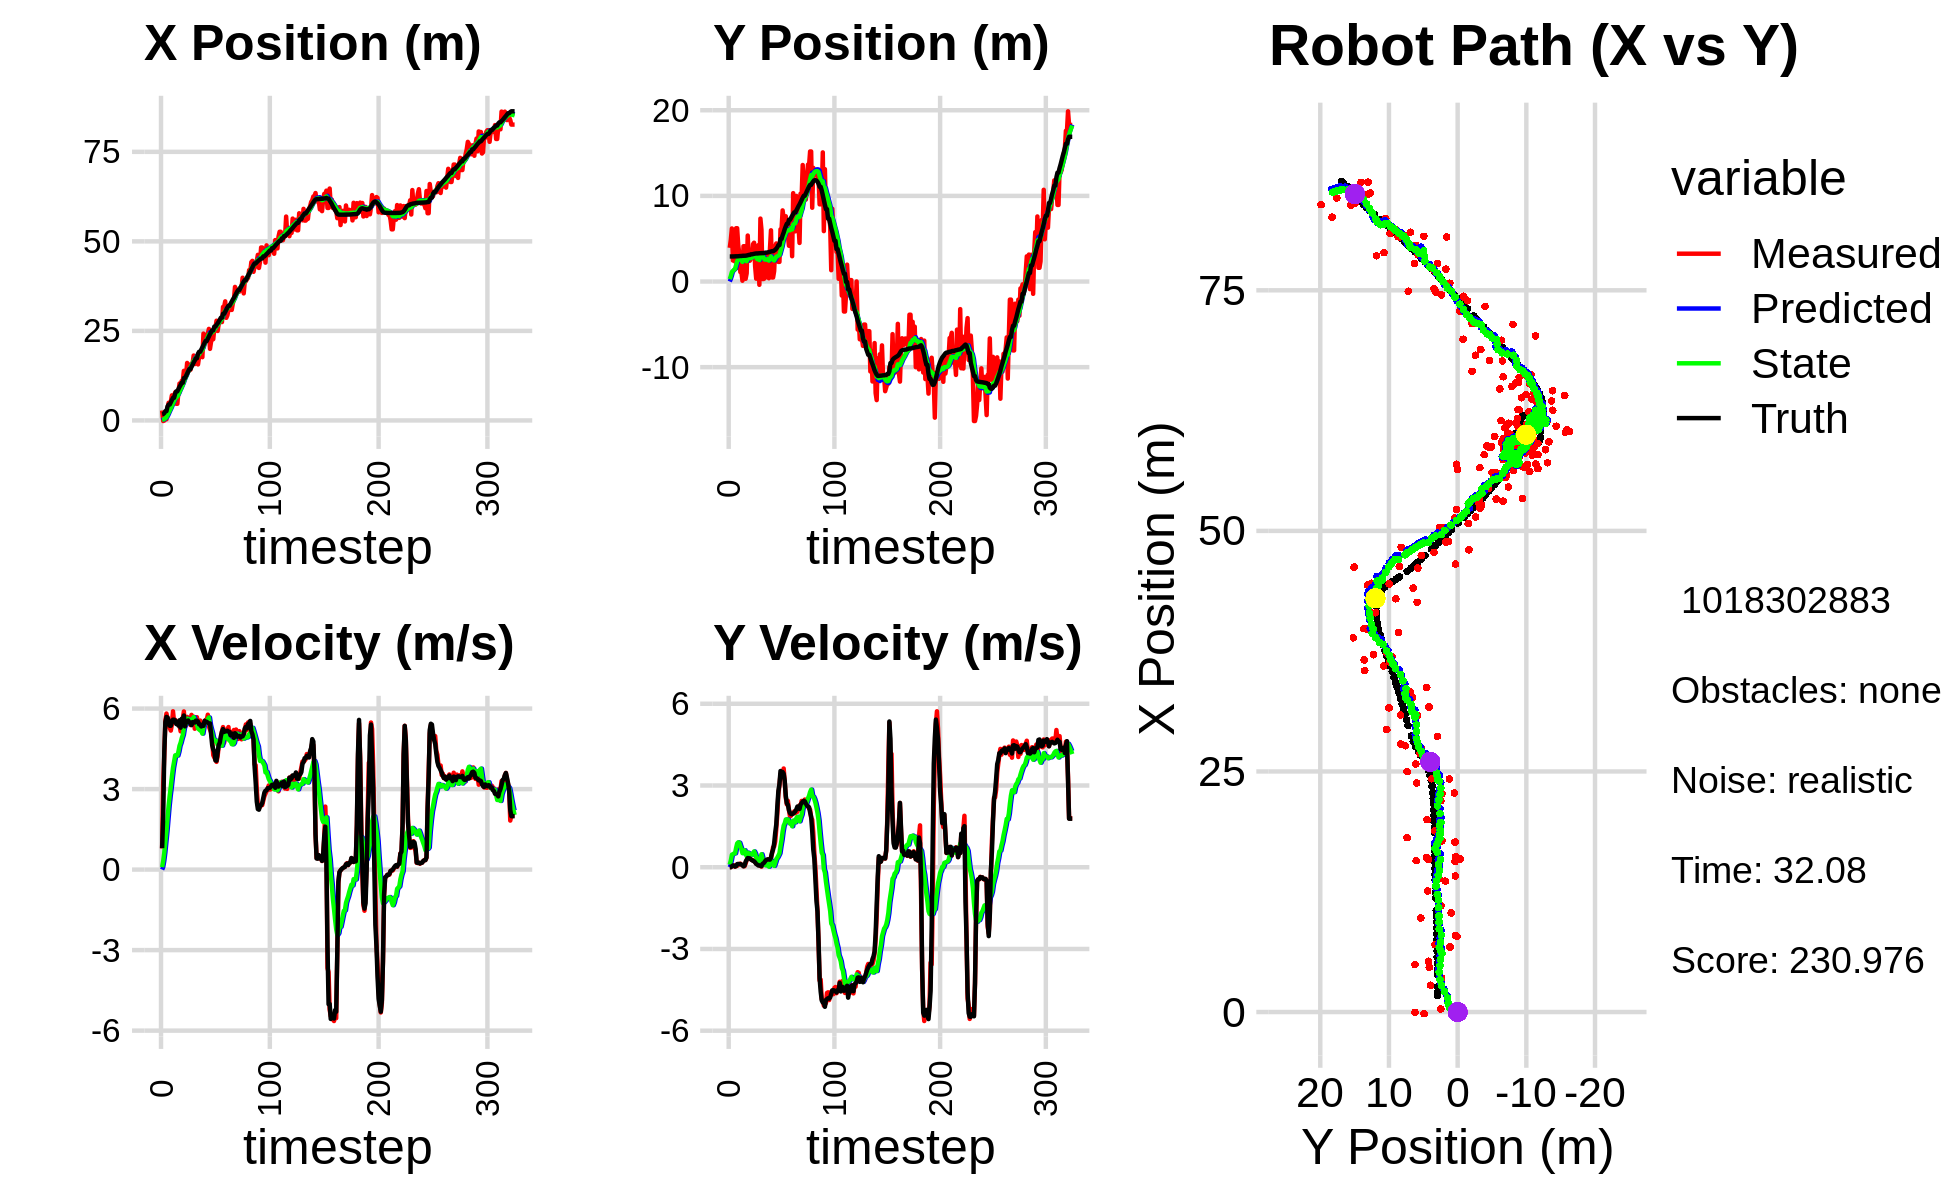 X Position (m)
75
50
25
0
0
100
200
300
timestep
Y Position (m)
20
10
0
-10
0
100
200
300
timestep
X Velocity (m/s)
6
3
0
-3
-6
0
100
200
300
timestep
Y Velocity (m/s)
6
3
0
-3
-6
0
100
200
300
timestep
Robot Path (X vs Y)
X Position (m)
75
50
25
0
20 10 0 -10 -20
Y Position (m)
variable
Measured
Predicted
State
Truth
1018302883
Obstacles: none
Noise: realistic
Time: 32.08
Score: 230.976